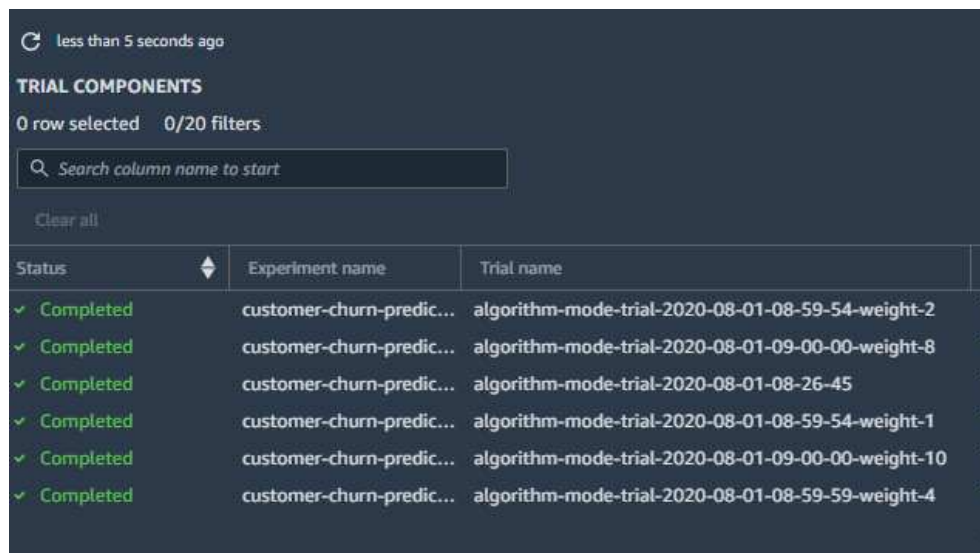 less than 5 seconds ago
TRIAL COMPONENTS
0 row selected 0/20 filters
Search column name to start
Clear all
Status Experiment name Trial name
Completed customer-churn-predic... algorithm-mode-trial-2020-08-01-08-59-54-weight-2
Completed customer-churn-predic... algorithm-mode-trial-2020-08-01-09-00-00-weight-8
Completed customer-churn-predic... algorithm-mode-trial-2020-08-01-08-26-45
Completed customer-churn-predic... algorithm-mode-trial-2020-08-01-08-59-54-weight-1
Completed customer-churn-predic... algorithm-mode-trial-2020-08-01-09-00-00-weight-10
Completed customer-churn-predic... algorithm-mode-trial-2020-08-01-08-59-59-weight-4